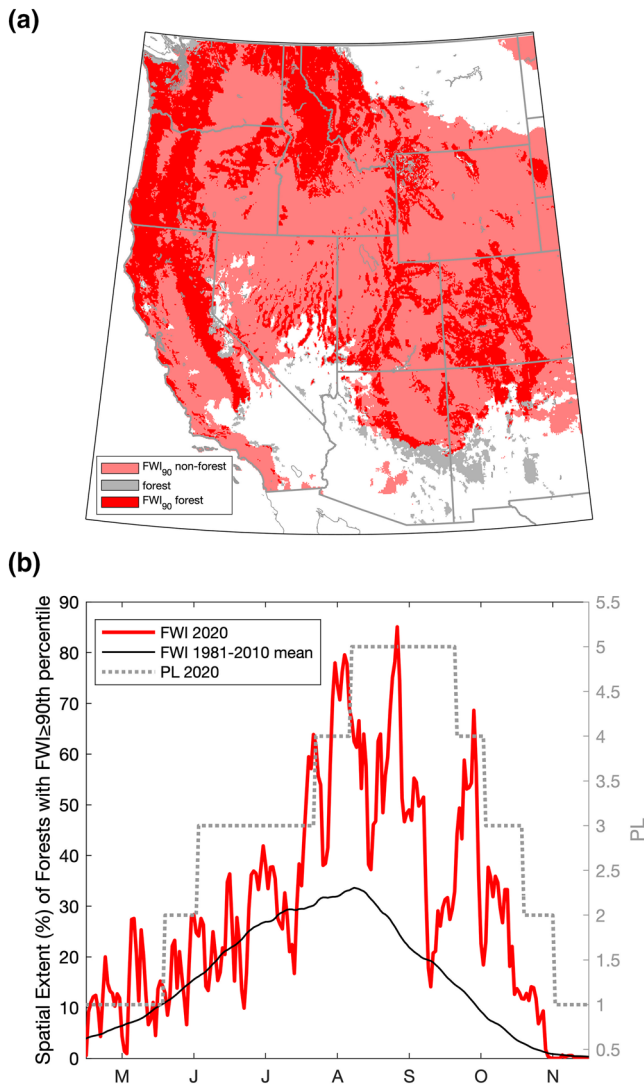 (a)
FWI90 non-forest
forest
FWI90 forest
(b)
Spatial Extent (%) of Forests with FWI≥90th percentile
90
80
70
60
50
40
30
20
10
0
FWI 2020
FWI 1981-2010 mean
PL 2020
5.5
5
4.5
4
3.5
3
2.5
2
1.5
1
0.5
PL
M J J A S O N